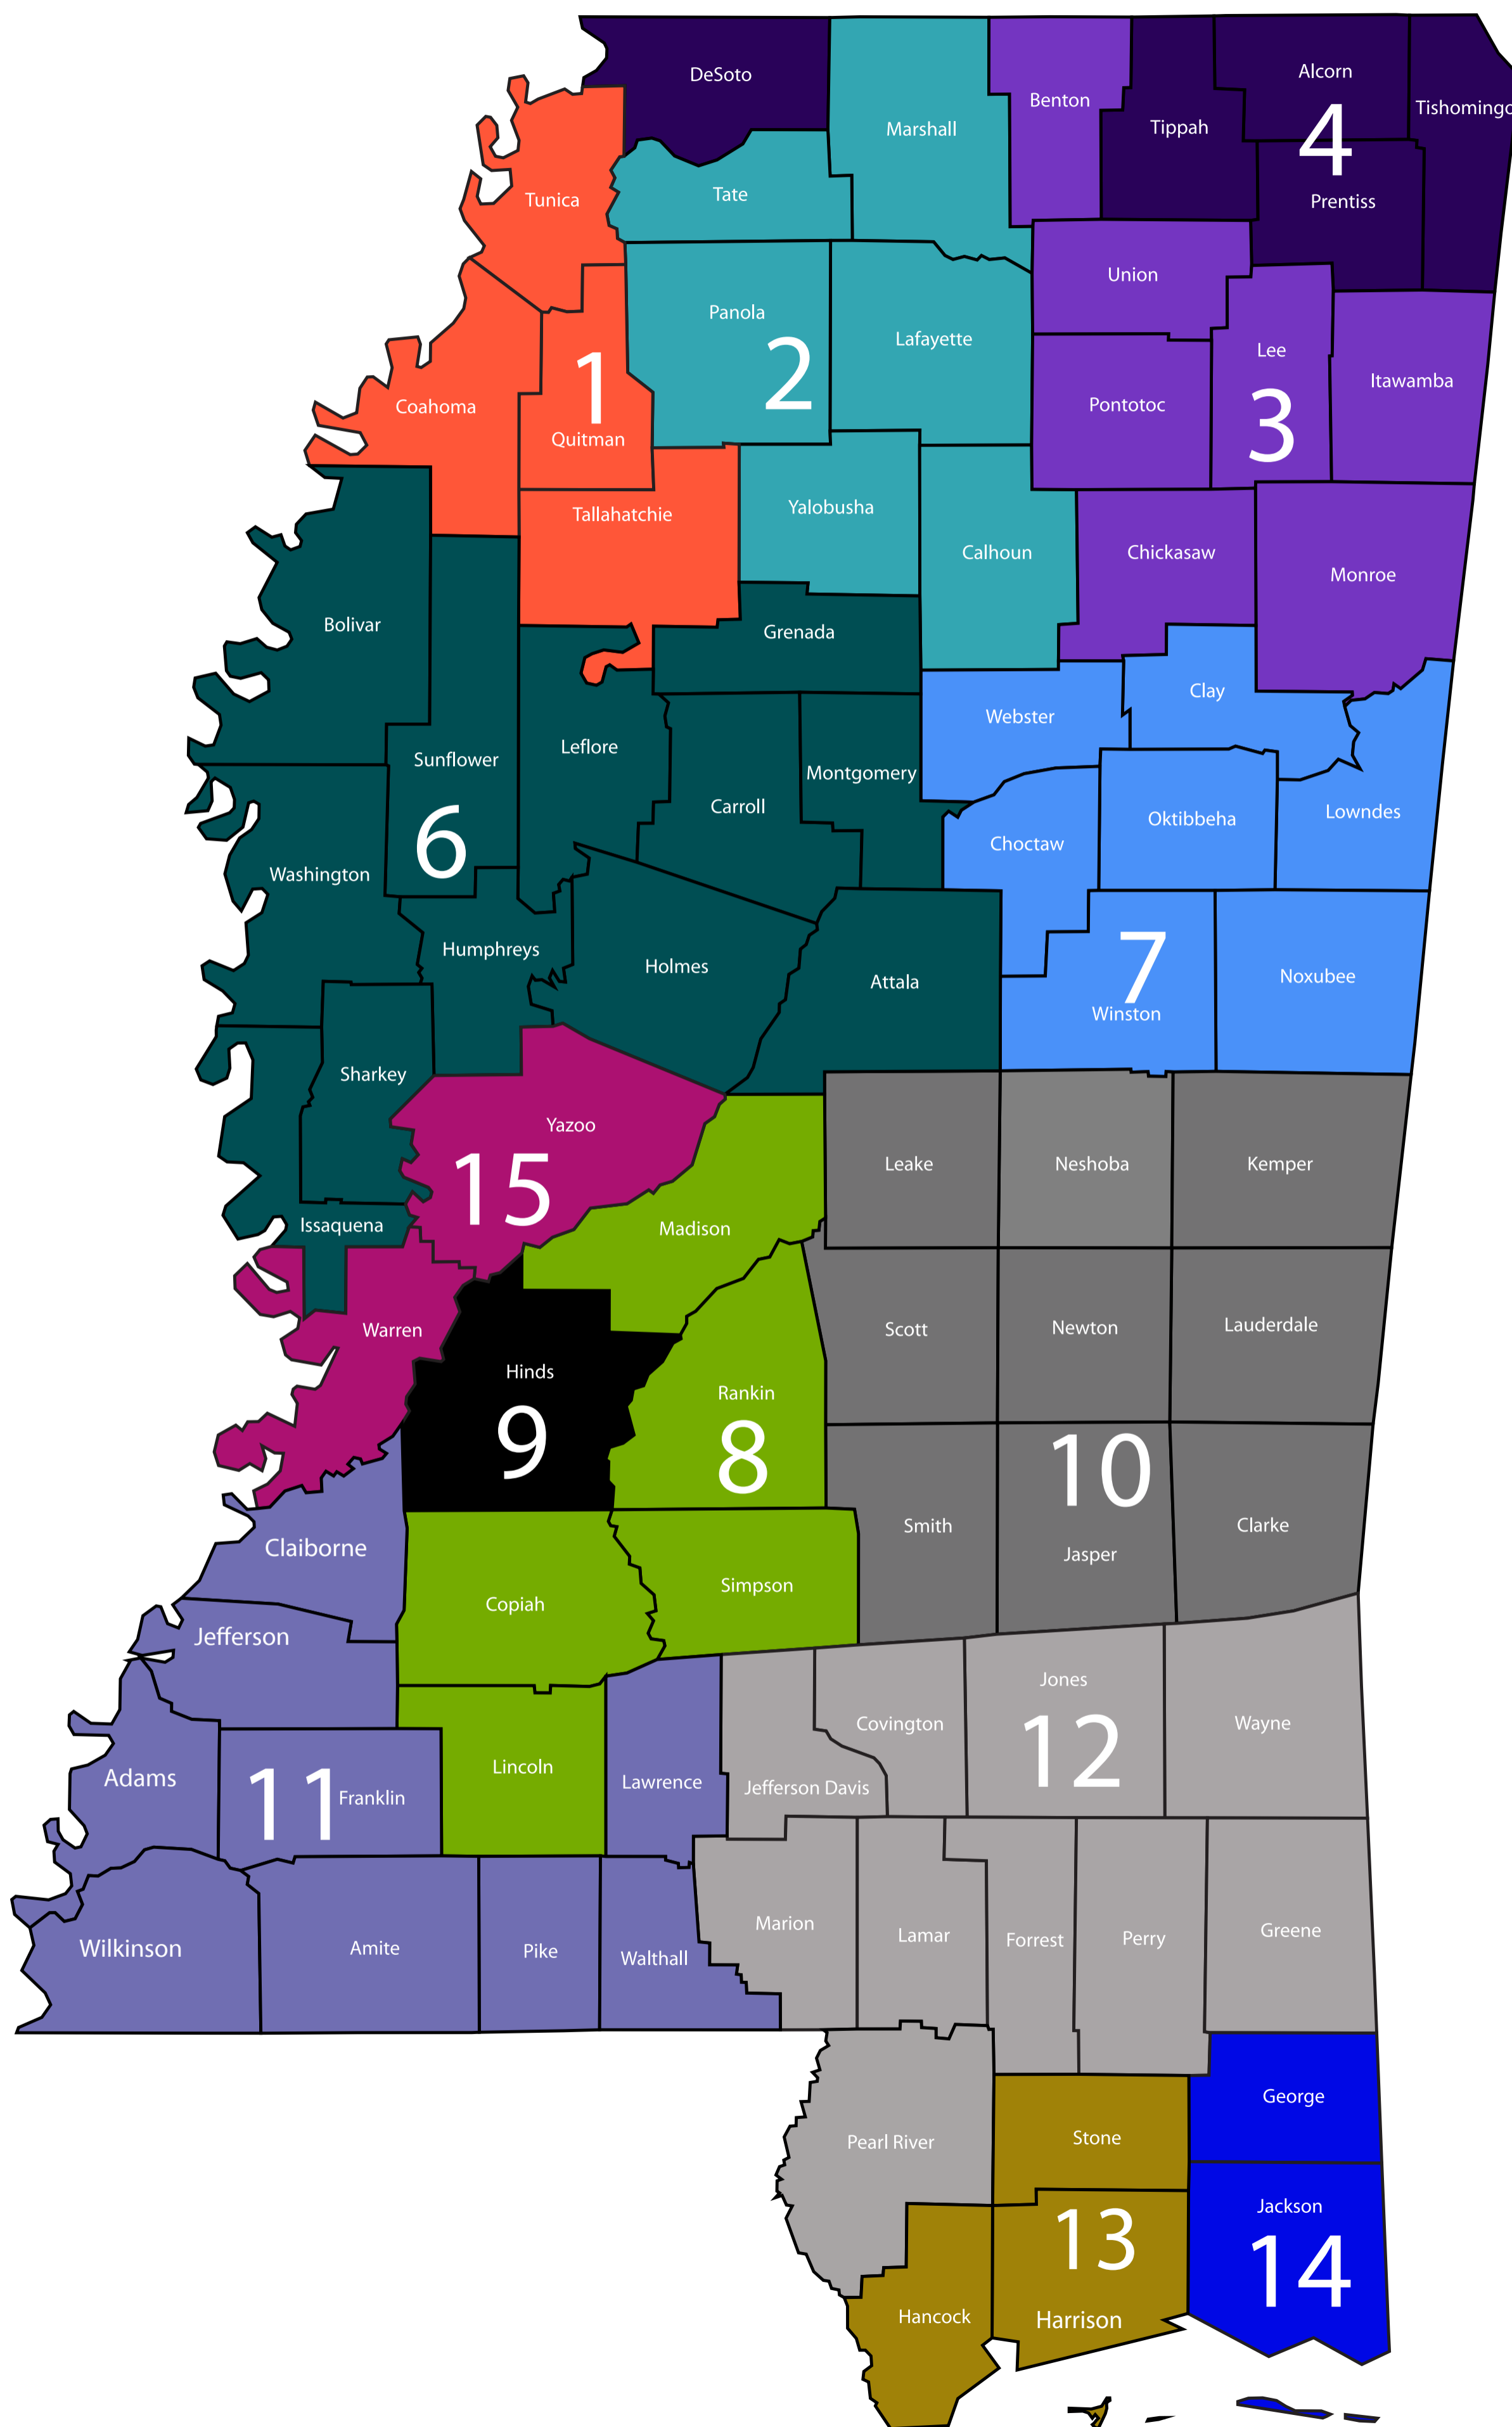 DeSoto
Alcorn
Benton
Tishomingo
Marshall
Tippah
4
Tate
Tunica
Prentiss
Union
Panola
Lafayette
Lee
1
2
Itawamba
Coahoma
Pontotoc
3
Quitman
Yalobusha
Tallahatchie
Calhoun
Chickasaw
Monroe
Bolivar
Grenada
Clay
Webster
Leflore
Sunflower
Montgomery
Carroll
Lowndes
Oktibbeha
6
Choctaw
Washington
Humphreys
Holmes
7
Attala
Noxubee
Winston
Sharkey
Yazoo
Leake
Neshoba
Kemper
15
Issaquena
Madison
Warren
Scott
Newton
Lauderdale
Hinds
Rankin
9
8
10
Smith
Clarke
Claiborne
Jasper
Simpson
Copiah
Jefferson
Jones
Covington
Wayne
12
Lincoln
Adams
Lawrence
Jefferson Davis
11
Franklin
Marion
Lamar
Forrest
Perry
Greene
Wilkinson
Amite
Pike
Walthall
George
Stone
Pearl River
Jackson
13
14
Hancock
Harrison